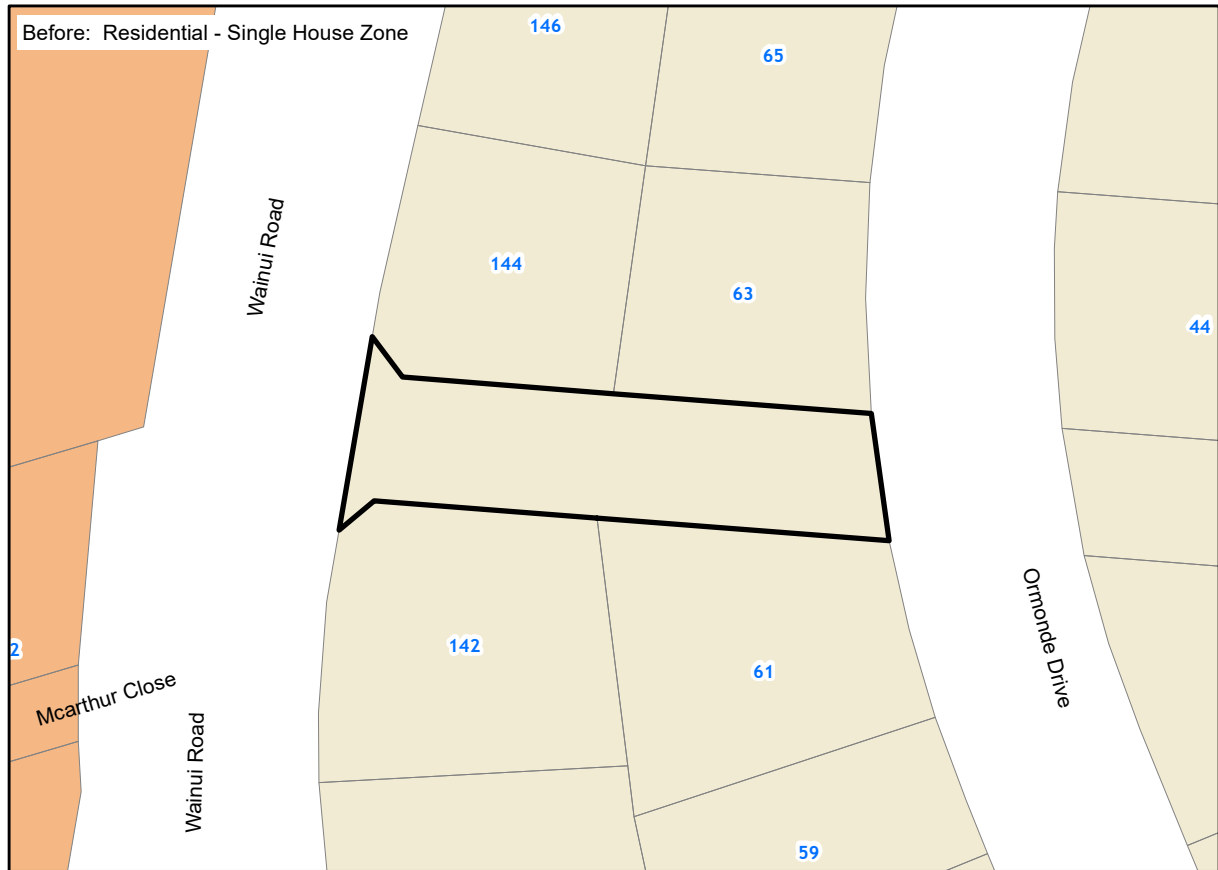 Before: Residential - Single House Zone
146
65
Wainui Road
144
63
44
142
61
2
Mcarthur Close
Ormonde Drive
Wainui Road
59